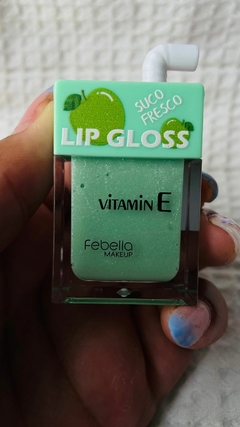 SUCO
FRESCO
LIP GLOSS
VITAMIN E
Febella
MAKEUP